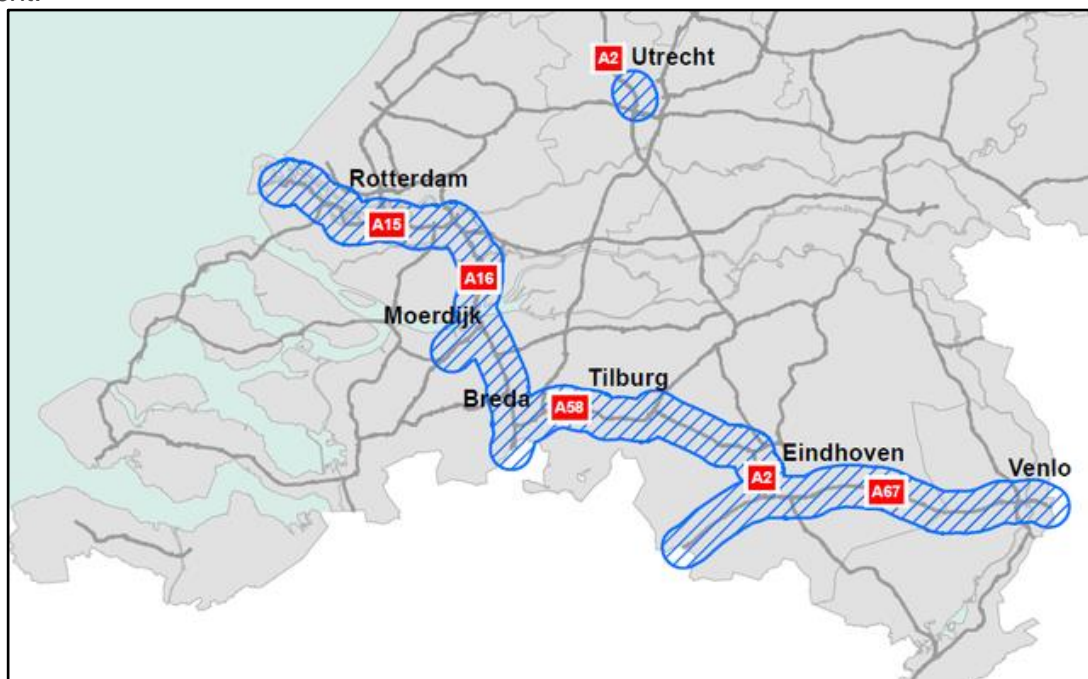 A2
Utrecht
Rotterdam
A15
A16
Moerdijk
Tilburg
Breda
A58
Eindhoven
A2
Venlo
A67